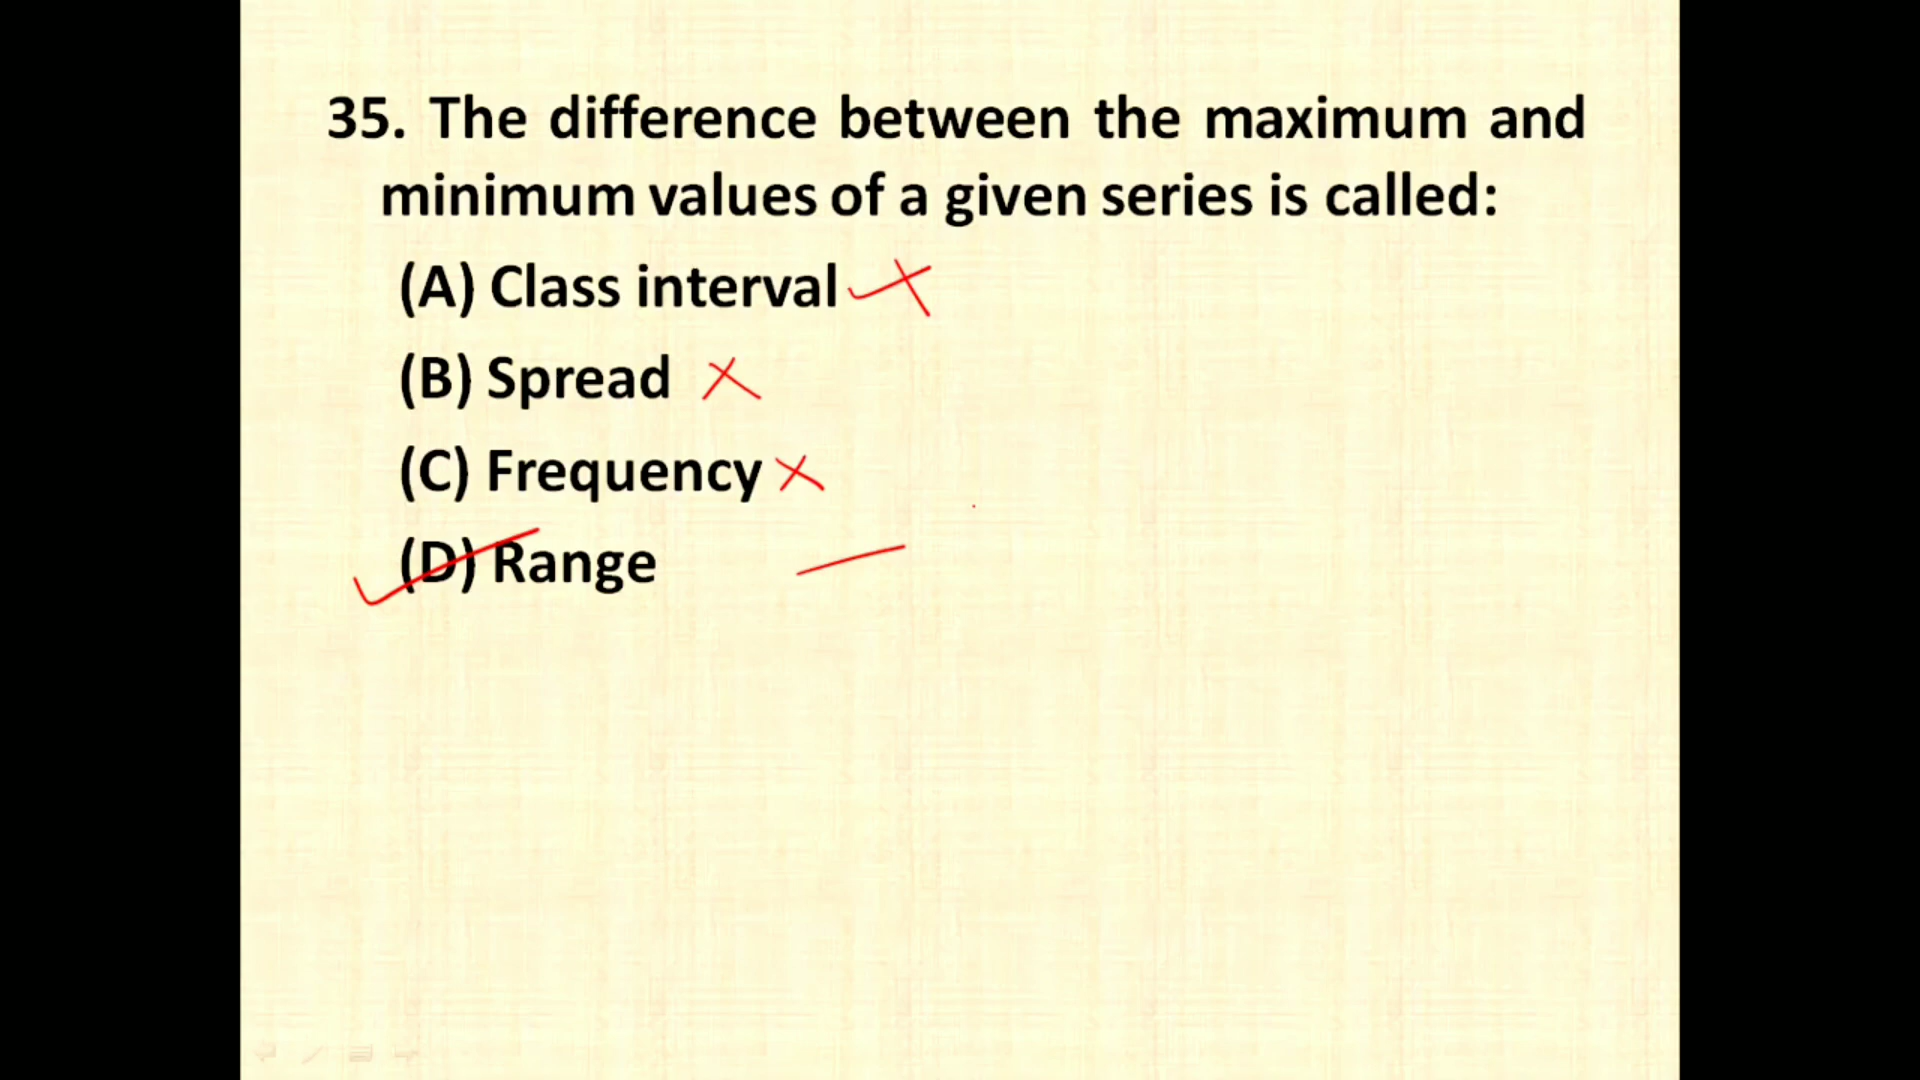 35. The difference between the maximum and
minimum values of a given series is called:
(A) Class interval
(B) Spread
(C) Frequency
(D) Range